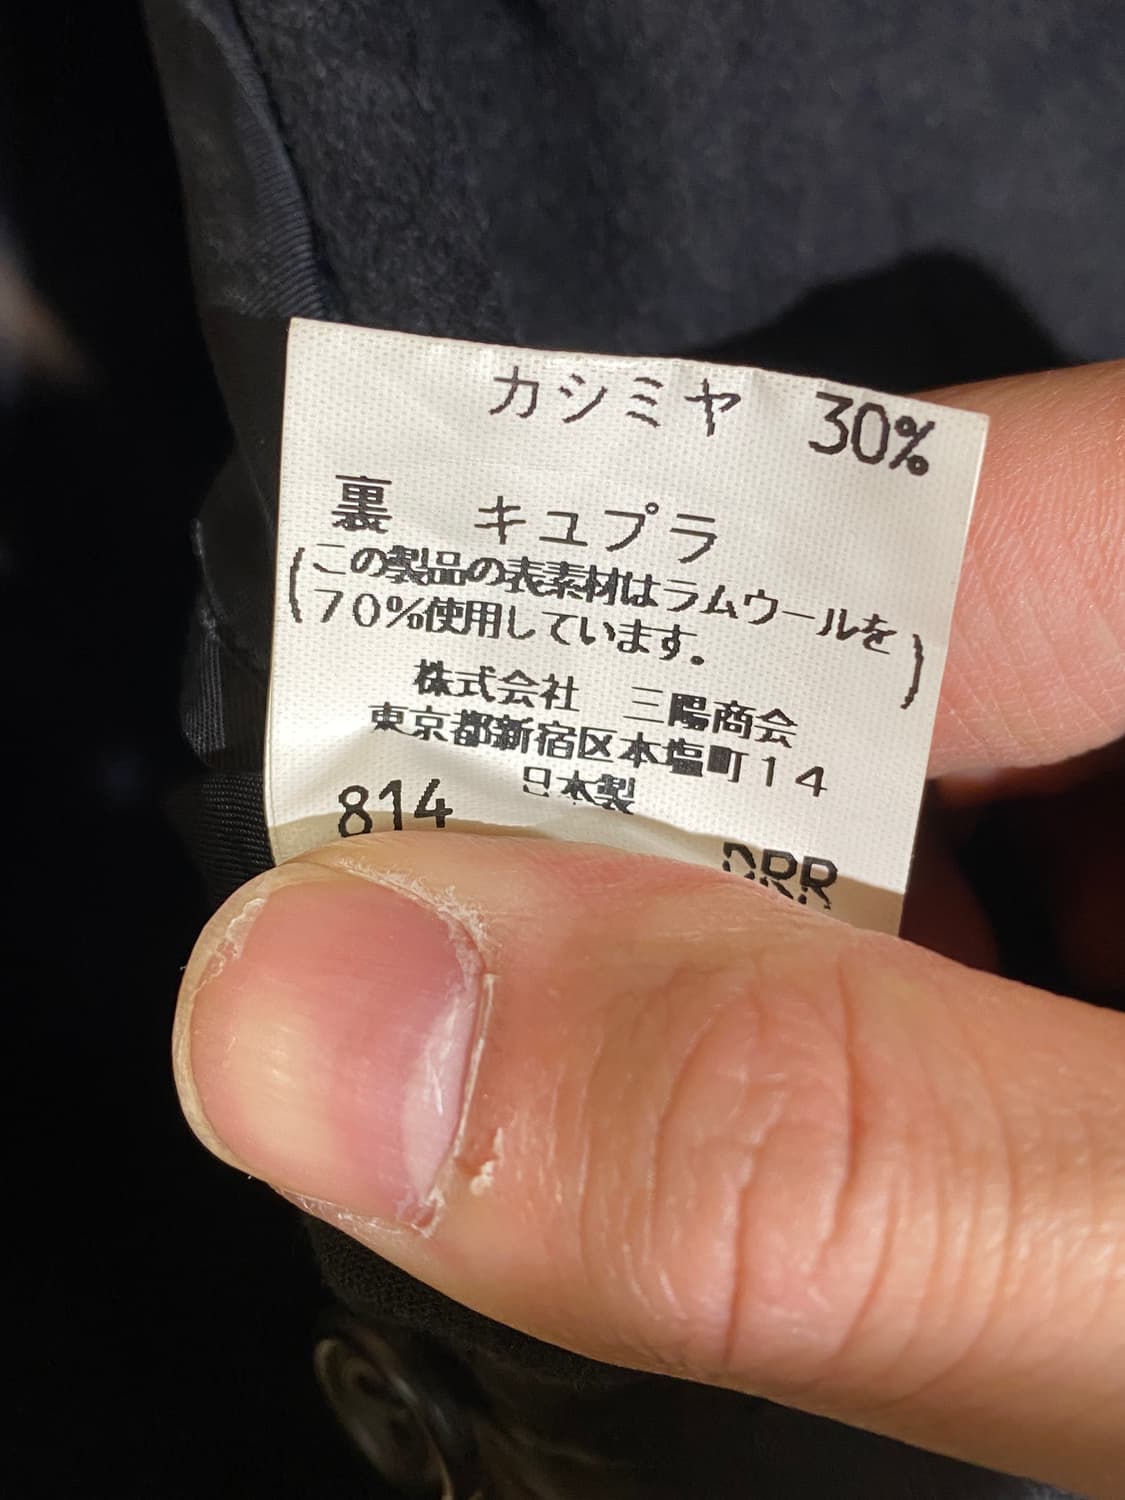 カシミヤ 30%
裏 キュプラ
(この製品の表素材はラムウールを
70%使用しています。)
株式会社 三陽商会
東京都新宿区本塩町14
日本製
814